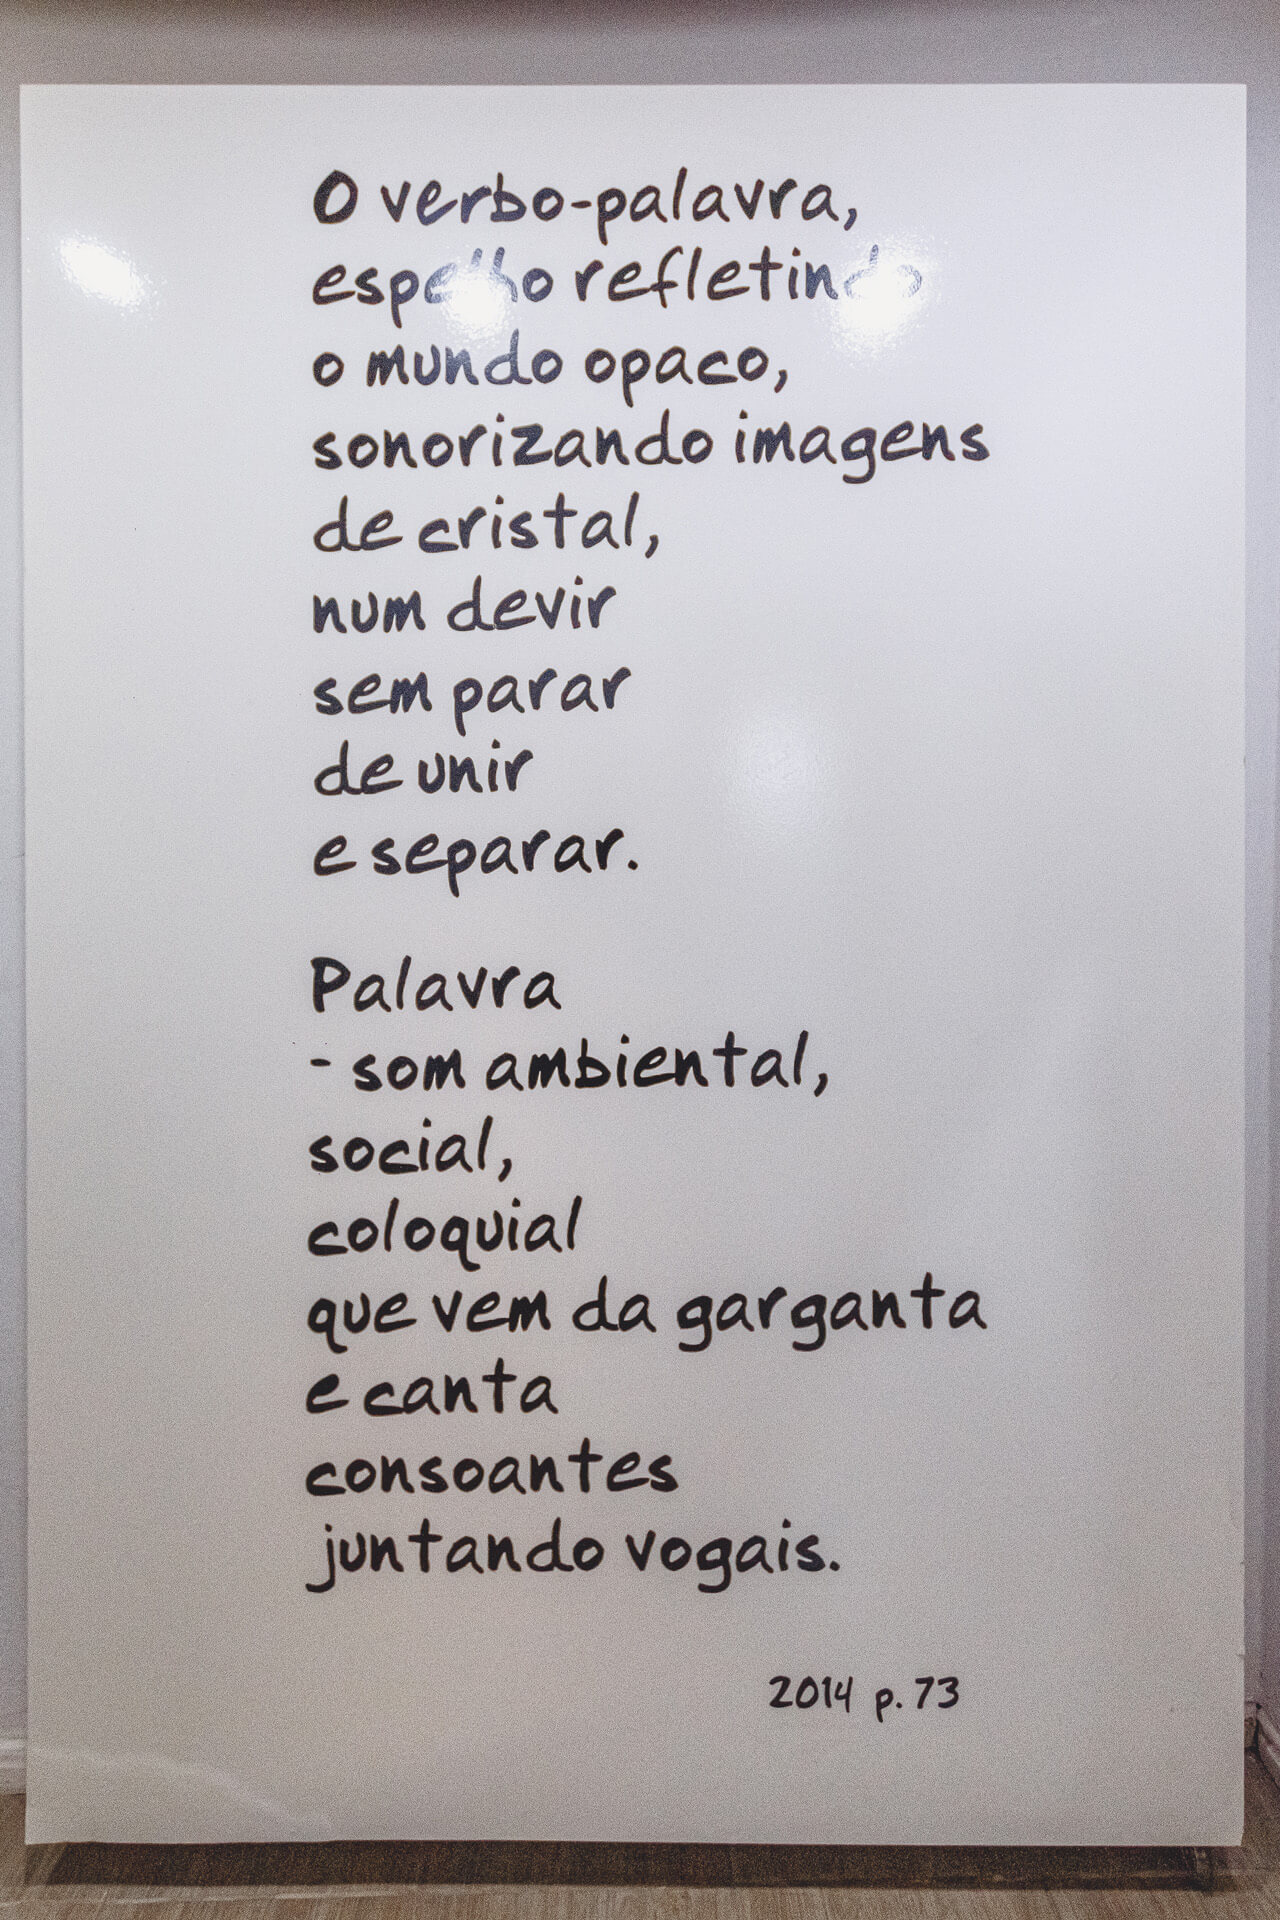 O verbo-palavra,
espelho refletindo
o mundo opaco,
sonorizando imagens
de cristal,
num devir
sem parar
de unir
e separar.
Palavra
- som ambiental,
social,
coloquial
que vem da garganta
e canta
consoantes
juntando vogais.
2014 p. 73